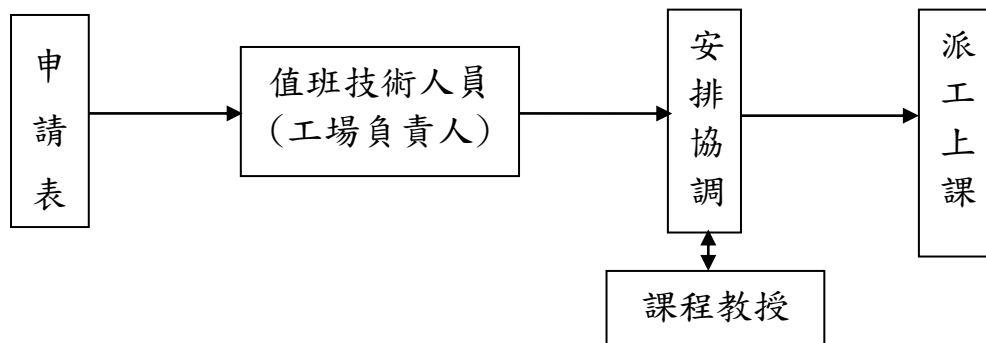 申請表
值班技術人員
（工場負責人）
安排協調
派工上課
課程教授